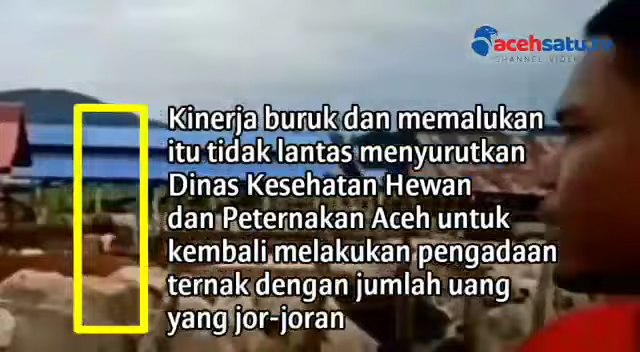 acehsatu.tv
CHANNEL VIDEO
Kinerja buruk dan memalukan
itu tidak lantas menyurutkan
Dinas Kesehatan Hewan
dan Peternakan Aceh untuk
kembali melakukan pengadaan
ternak dengan jumlah uang
yang jor-joran